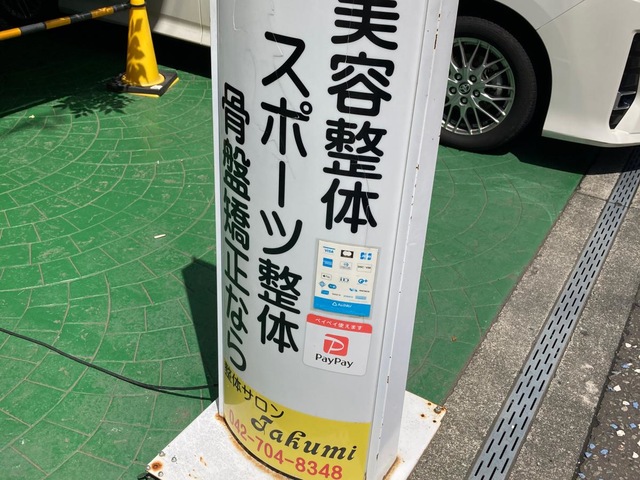 美容整体
スポーツ整体
骨盤矯正なら
整体サロン
Takumi
042-704-8348
ペイペイ使えます
PayPay